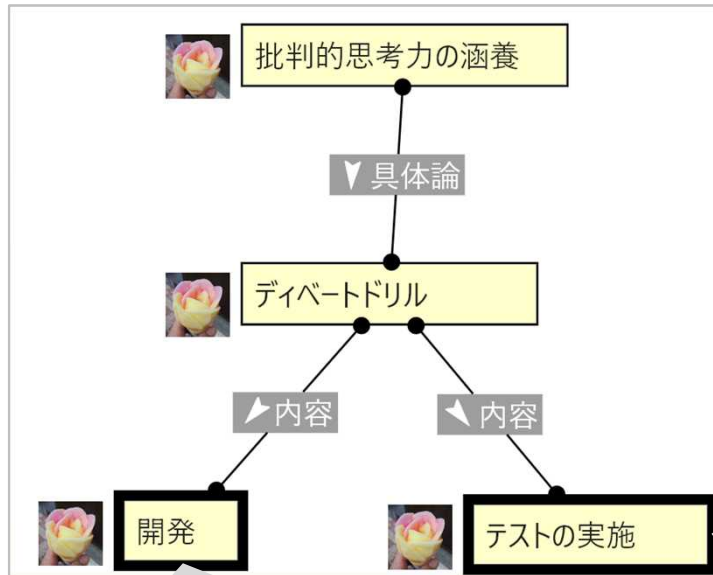 批判的思考力の涵養
具体論
ディベートドリル
内容
内容
開発
テストの実施